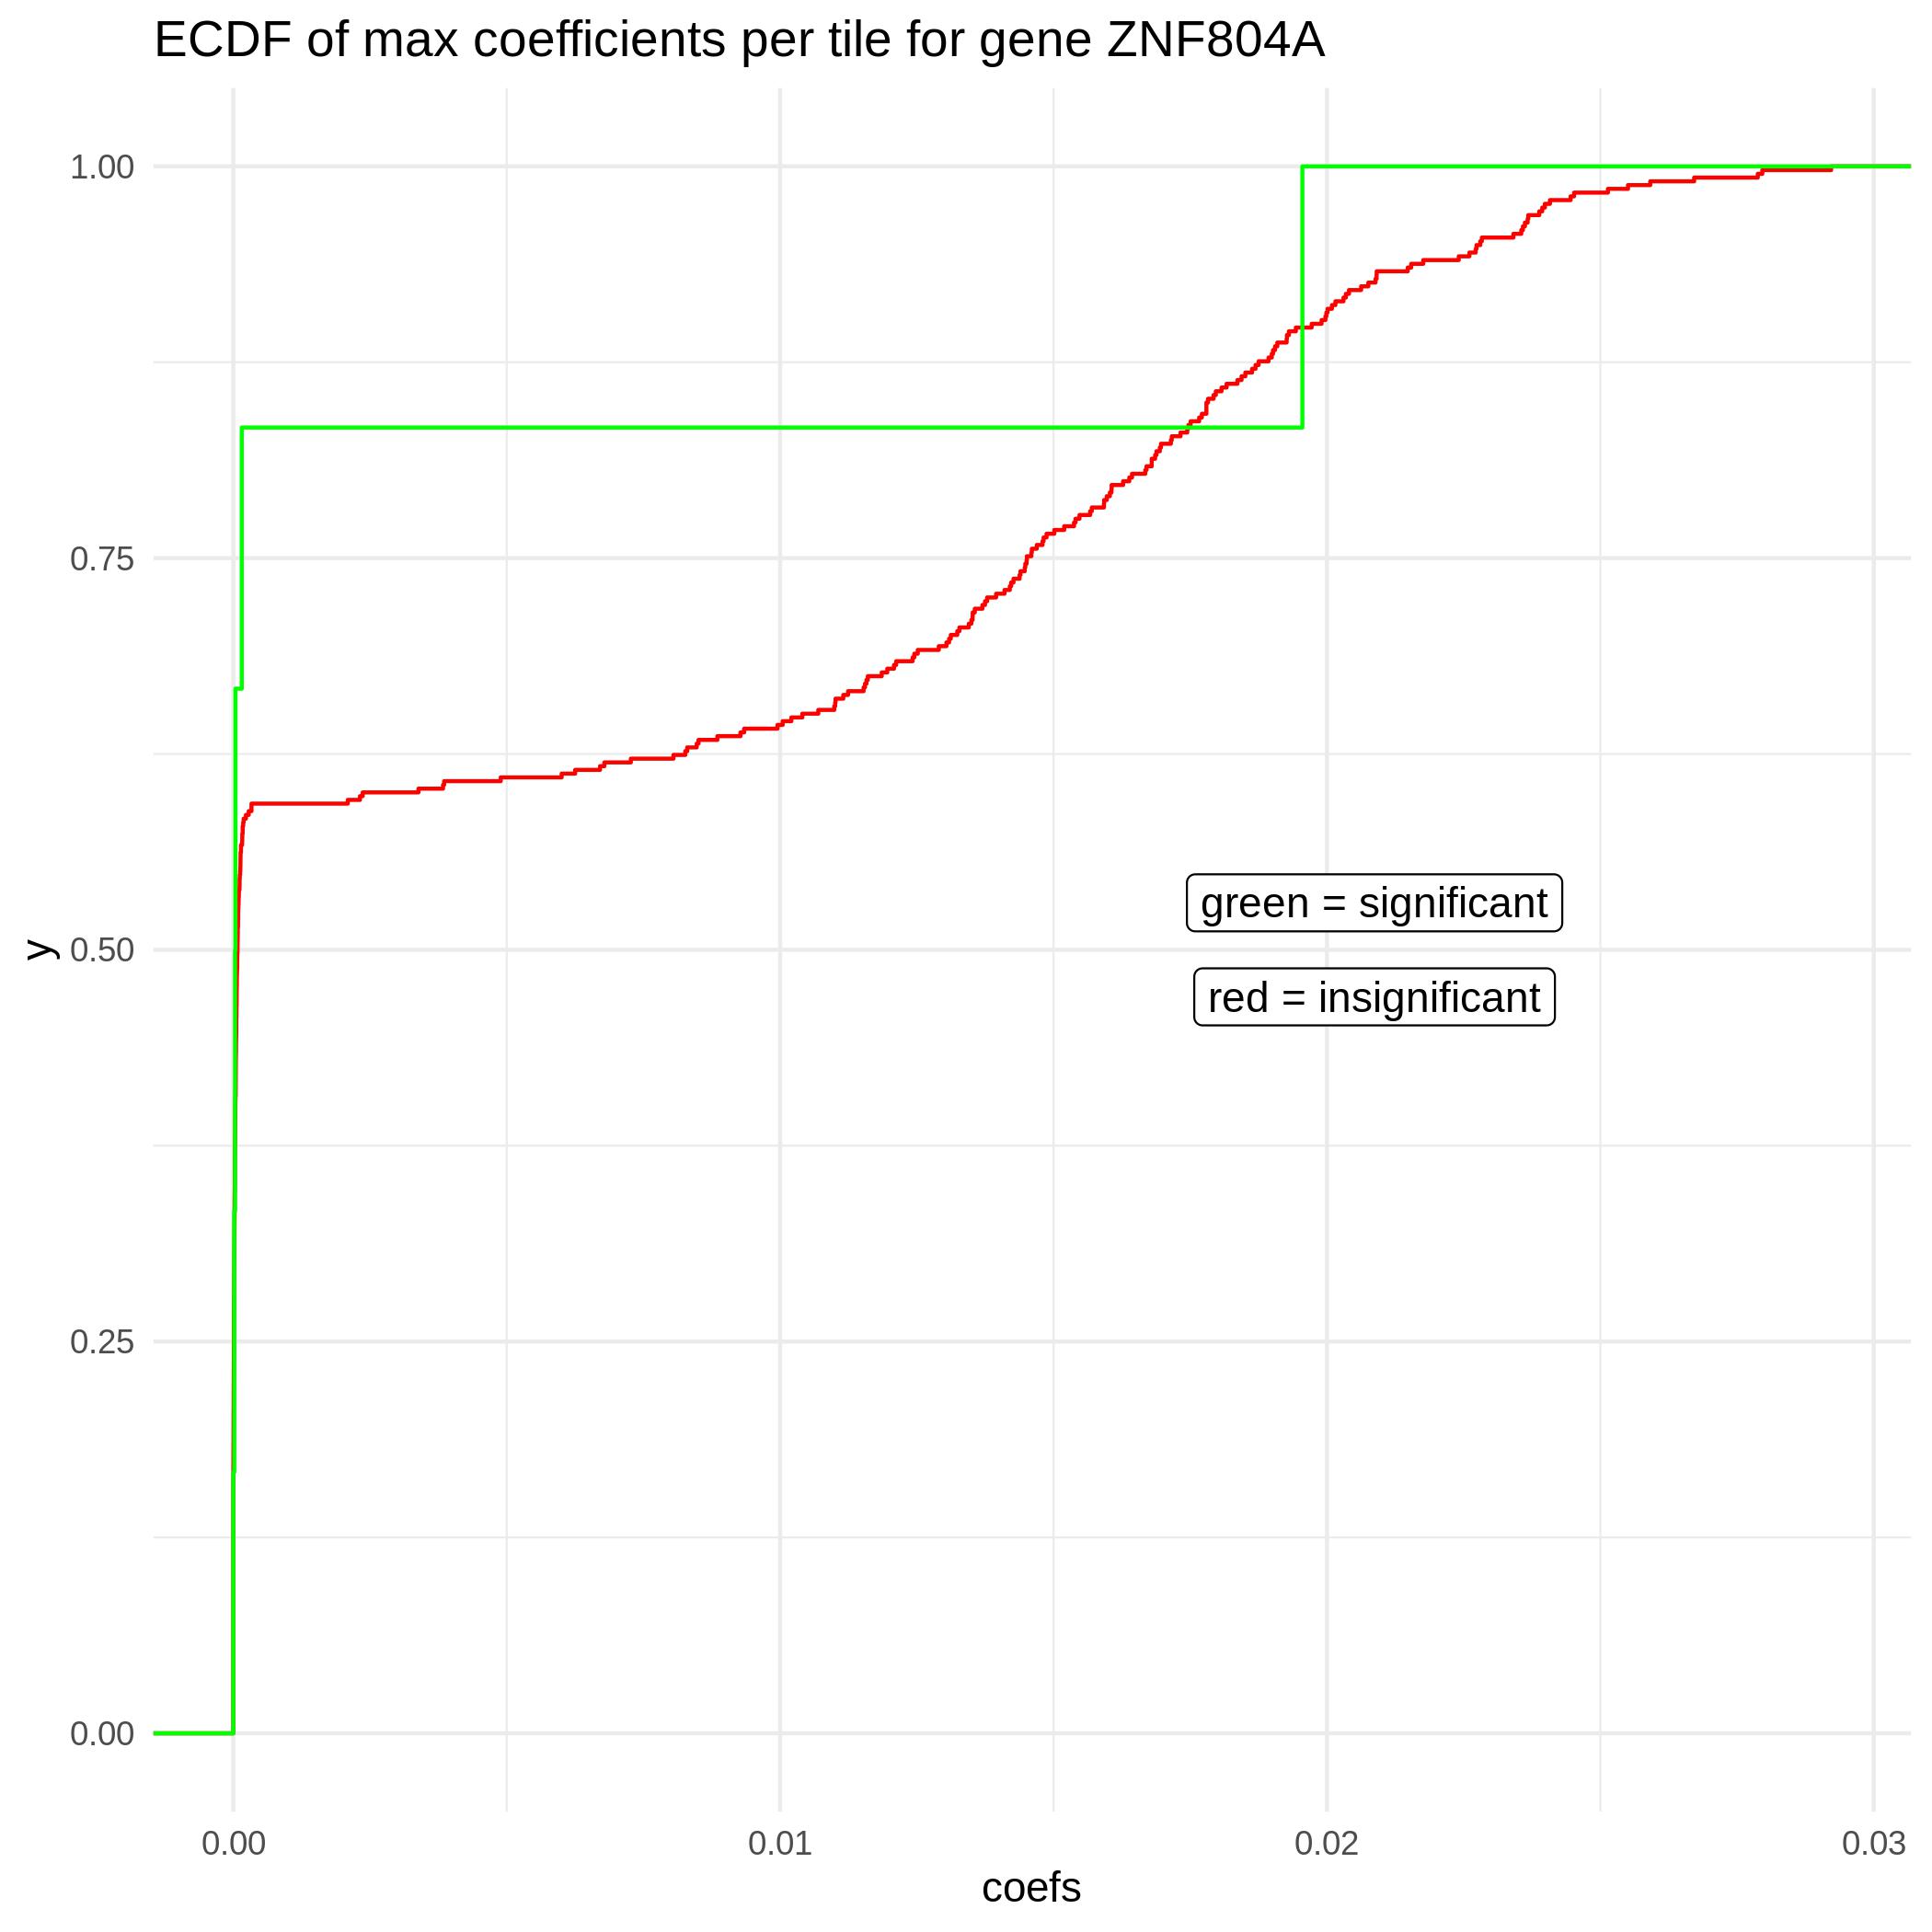 ECDF of max coefficients per tile for gene ZNF804A
1.00
0.75
0.50
0.25
0.00
y
green = significant
red = insignificant
0.00 0.01 0.02 0.03
coefs